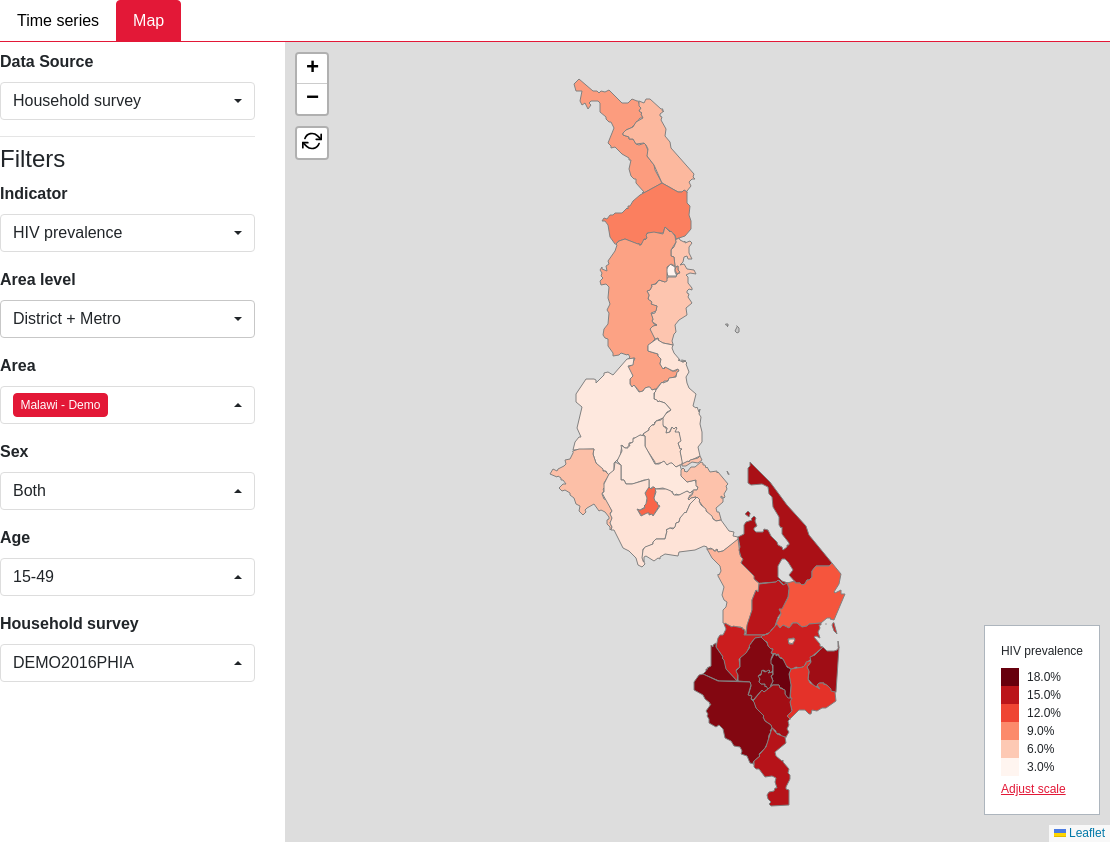 Time series
Map
Data Source
Household survey
Filters
Indicator
HIV prevalence
Area level
District + Metro
Area
Malawi - Demo
Sex
Both
Age
15-49
Household survey
DEMO2016PHIA
+
−
HIV prevalence
18.0%
15.0%
12.0%
9.0%
6.0%
3.0%
Adjust scale
Leaflet